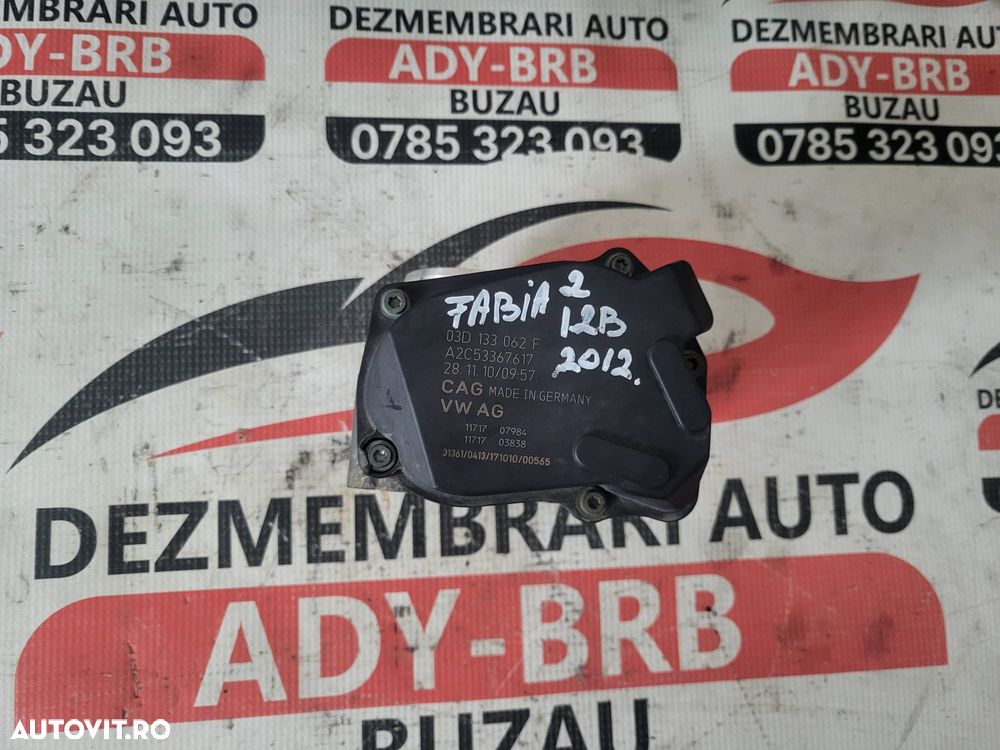 DEZMEMBRARI AUTO
DY-BRB
BUZAU
5 323 093
DEZMEMBRARI AUTO
ADY-BRB
BUZAU
0785 323 093
DEZMEMBRARI AUT
ADY-BRB
BUZAU
0785 323 093
FABIA 2
1.2B
2012.
03D 133 062 F
A2C53367617
28. 11. 10/09:57.
CAG MADE IN GERMANY
VW AG
11717 07984
11717 03838
31361/0413/171010/00565
DEZMEMBRARI AUTO
ADY-BRB
BUZAU
AUTOVIT.RO